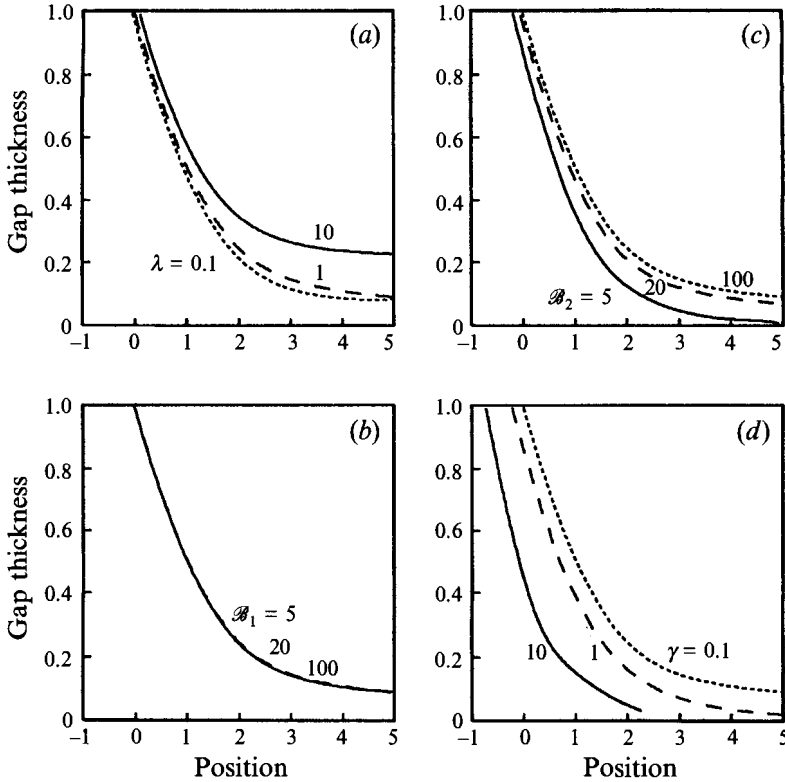 Gap thickness
1.0
0.8
0.6
0.4
0.2
0
(a)
10
λ = 0.1
1
–1 0 1 2 3 4 5
1.0
0.8
0.6
0.4
0.2
0
(c)
ℬ₂ = 5
20
100
–1 0 1 2 3 4 5
Gap thickness
1.0
0.8
0.6
0.4
0.2
0
(b)
ℬ₁ = 5
20
100
–1 0 1 2 3 4 5
Position
1.0
0.8
0.6
0.4
0.2
0
(d)
10
1
γ = 0.1
–1 0 1 2 3 4 5
Position